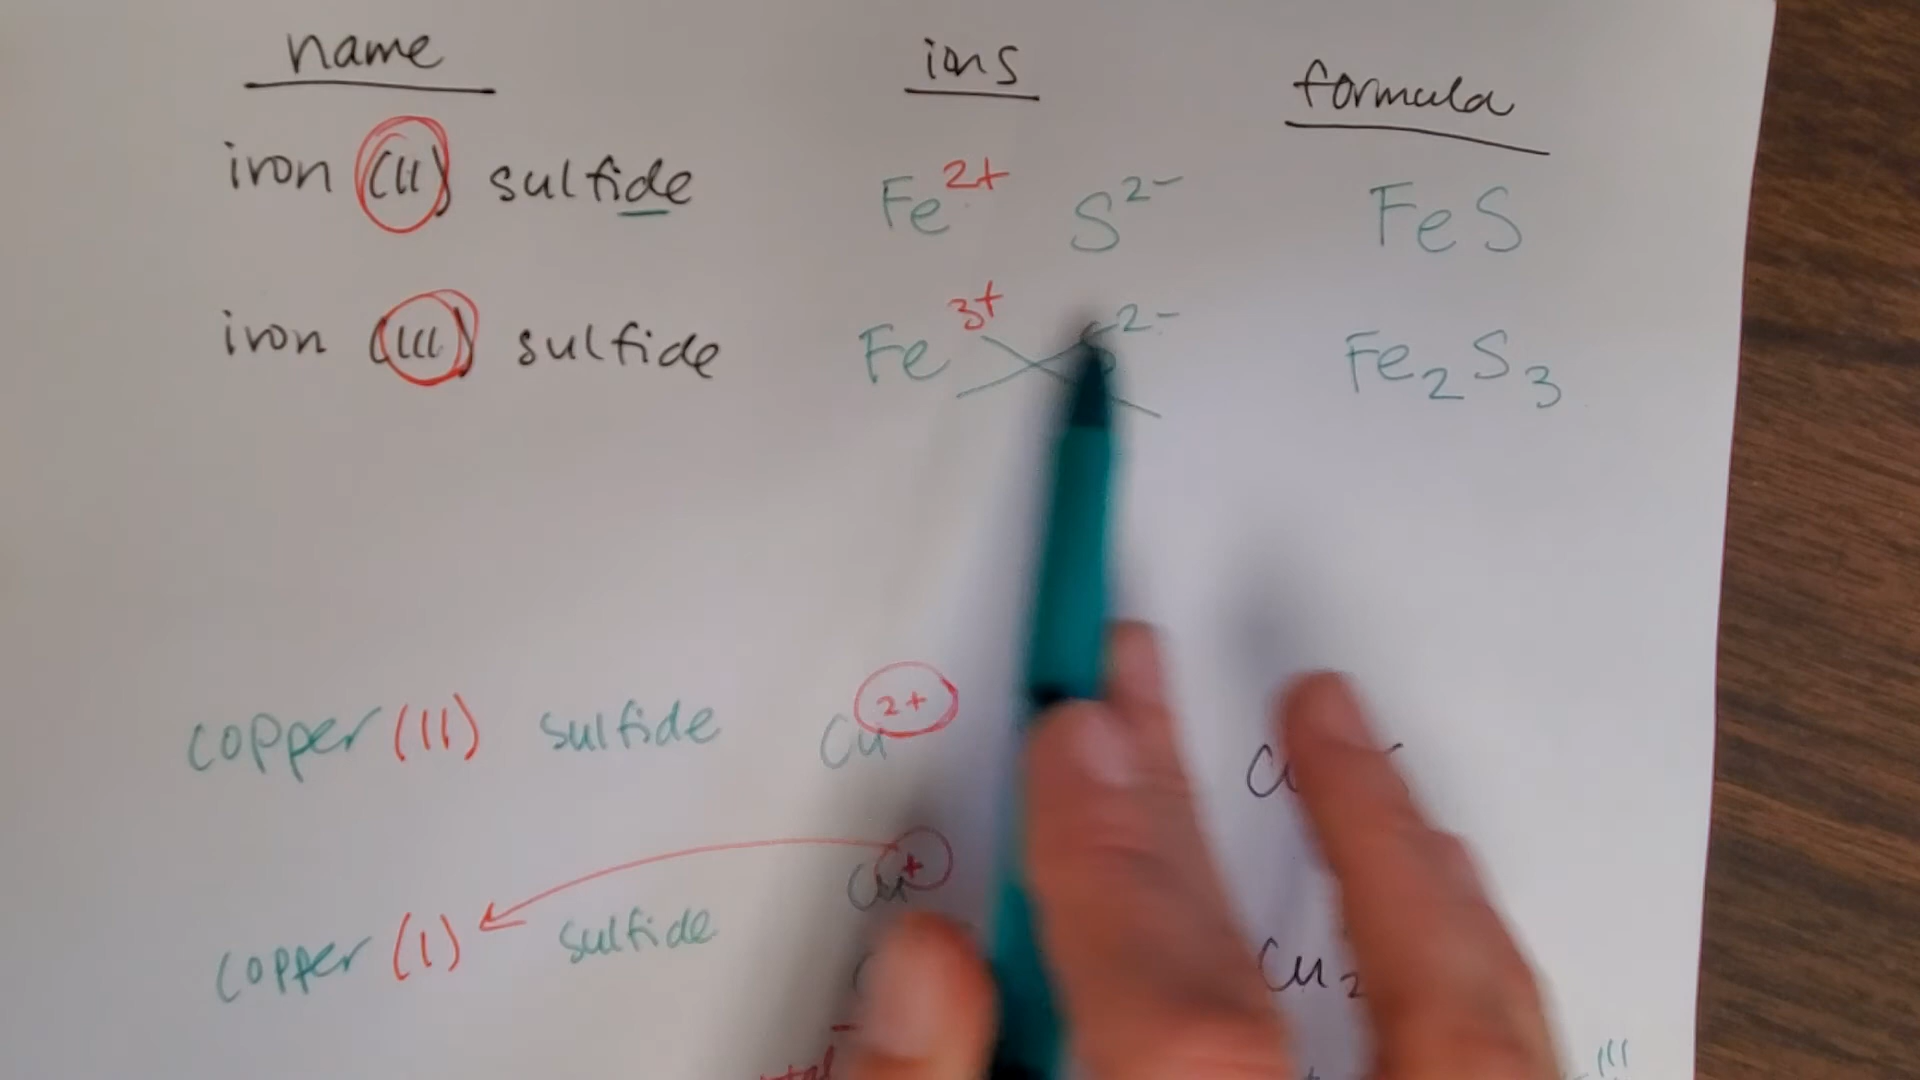 name ions formula
iron (II) sulfide Fe2+ S2- FeS
iron (III) sulfide Fe3+ S2- Fe2S3
copper (II) sulfide Cu2+
copper (I) sulfide Cu+ Cu2
!!!